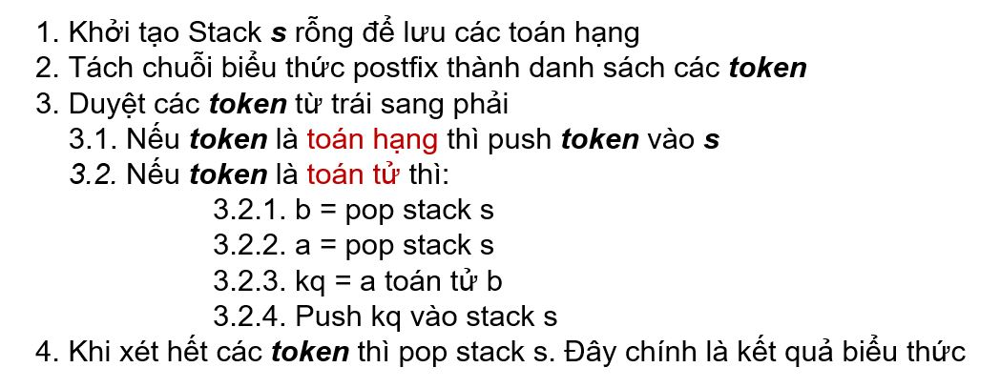 1. Khởi tạo Stack s rỗng để lưu các toán hạng
2. Tách chuỗi biểu thức postfix thành danh sách các token
3. Duyệt các token từ trái sang phải
3.1. Nếu token là toán hạng thì push token vào s
3.2. Nếu token là toán tử thì:
3.2.1. b = pop stack s
3.2.2. a = pop stack s
3.2.3. kq = a toán tử b
3.2.4. Push kq vào stack s
4. Khi xét hết các token thì pop stack s. Đây chính là kết quả biểu thức